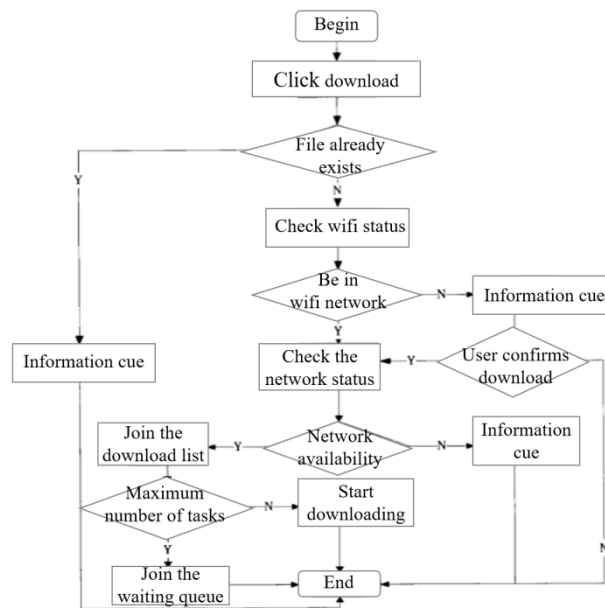 Begin
Click download
File already
exists
Y
N
Check wifi status
Be in
wifi network
N
Information cue
Y
Information cue
Check the
network status
Y
User confirms
download
Join the
download list
Y
Network
availability
N
Information
cue
Maximum
number of tasks
N
Start
downloading
Y
N
Join the
waiting queue
End